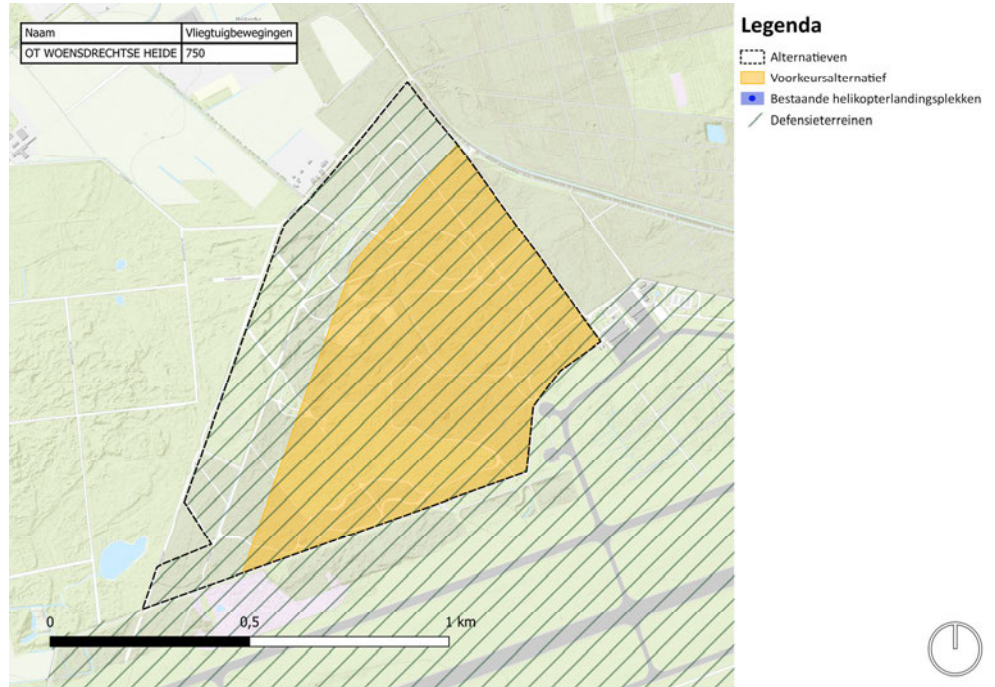 Naam Vliegtuigbewegingen
OT WOENSDRECHTSE HEIDE 750
Legenda
Alternatieven
Voorkeursalternatief
Bestaande helikopterlandingsplekken
Defensieterreinen
0 0,5 1 km